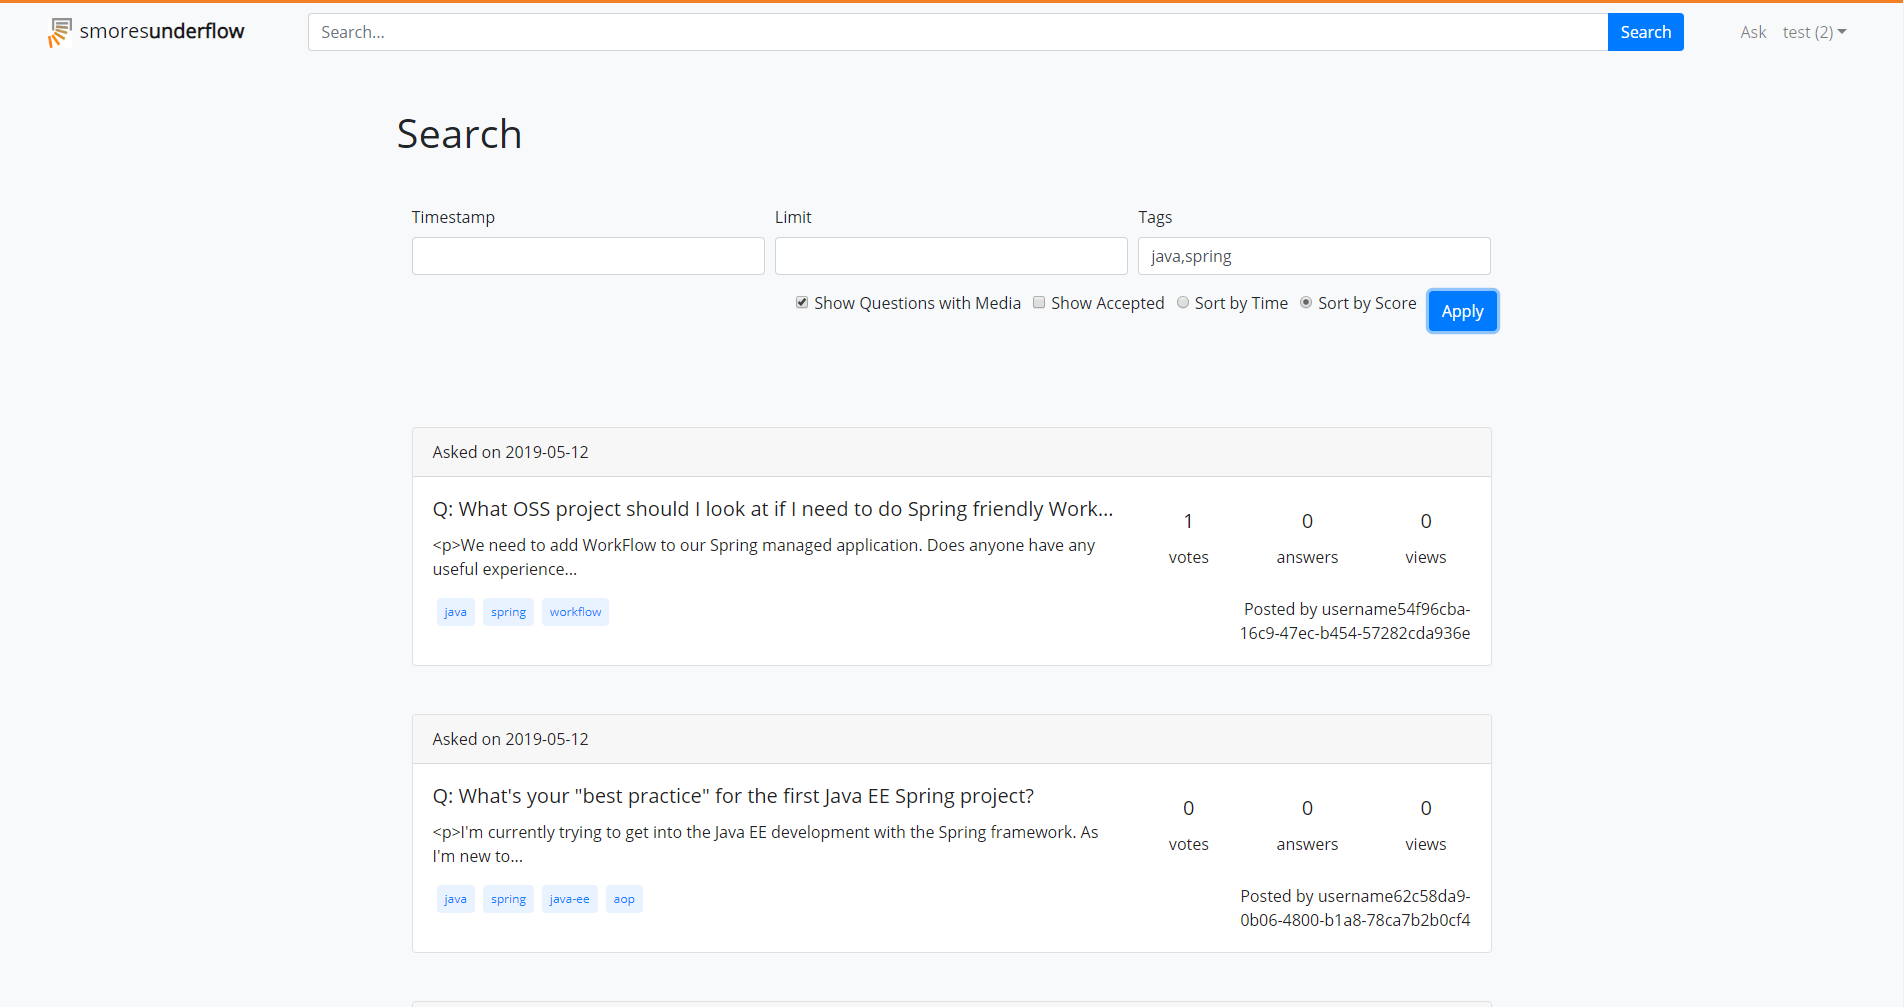 smoresunderflow
Search...
Search
Ask
test (2)
Search
Timestamp
Limit
Tags
java,spring
Show Questions with Media
Show Accepted
Sort by Time
Sort by Score
Apply
Asked on 2019-05-12
Q: What OSS project should I look at if I need to do Spring friendly Work...
<p>We need to add WorkFlow to our Spring managed application. Does anyone have any
useful experience...
1
votes
0
answers
0
views
java
spring
workflow
Posted by username54f96cba-
16c9-47ec-b454-57282cda936e
Asked on 2019-05-12
Q: What's your "best practice" for the first Java EE Spring project?
<p>I'm currently trying to get into the Java EE development with the Spring framework. As
I'm new to...
0
votes
0
answers
0
views
java
spring
java-ee
aop
Posted by username62c58da9-
0b06-4800-b1a8-78ca7b2b0cf4